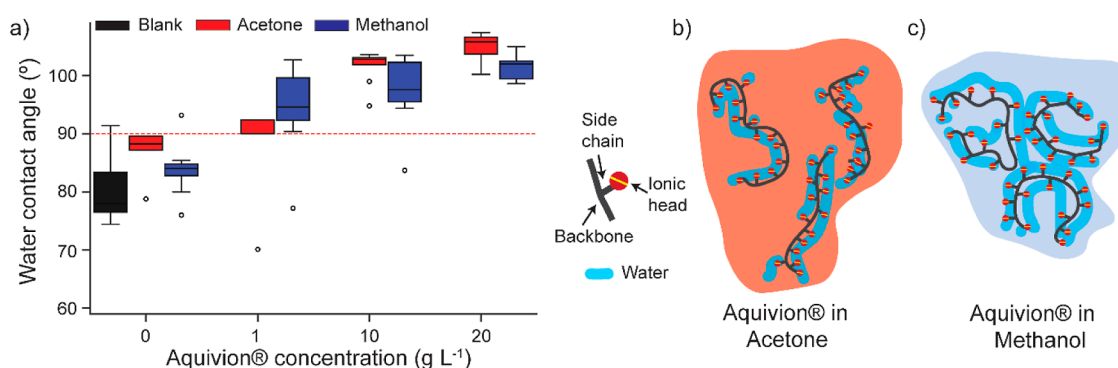 a)
Blank Acetone Methanol
Water contact angle (º)
100
90
80
70
60
0 1 10 20
Aquivion® concentration (g L⁻¹)
Side
chain
Ionic
head
Backbone
Water
b)
Aquivion® in
Acetone
c)
Aquivion® in
Methanol